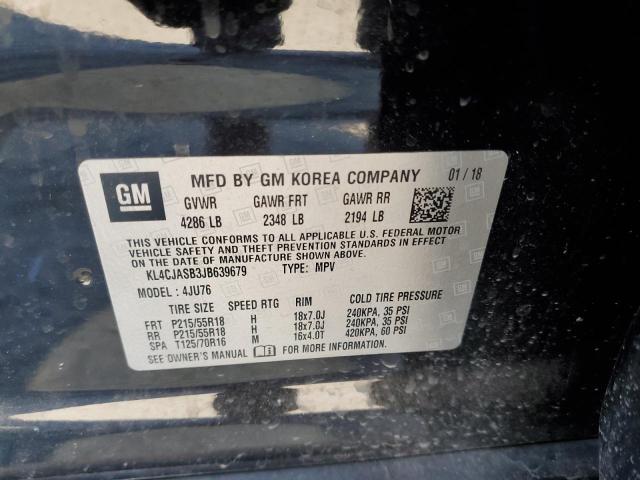 GM
MFD BY GM KOREA COMPANY 01 / 18
GVWR GAWR FRT GAWR RR
4286 LB 2348 LB 2194 LB
THIS VEHICLE CONFORMS TO ALL APPLICABLE U.S. FEDERAL MOTOR
VEHICLE SAFETY AND THEFT PREVENTION STANDARDS IN EFFECT ON
THE DATE OF MANUFACTURE SHOWN ABOVE.
KL4CJASB3JB639679 TYPE: MPV
MODEL : 4JU76
TIRE SIZE SPEED RTG RIM COLD TIRE PRESSURE
FRT P215/55R18 H 18x7.0J 240KPA, 35 PSI
RR P215/55R18 H 18x7.0J 240KPA, 35 PSI
SPA T125/70R16 M 16x4.0T 420KPA, 60 PSI
SEE OWNER'S MANUAL FOR MORE INFORMATION.